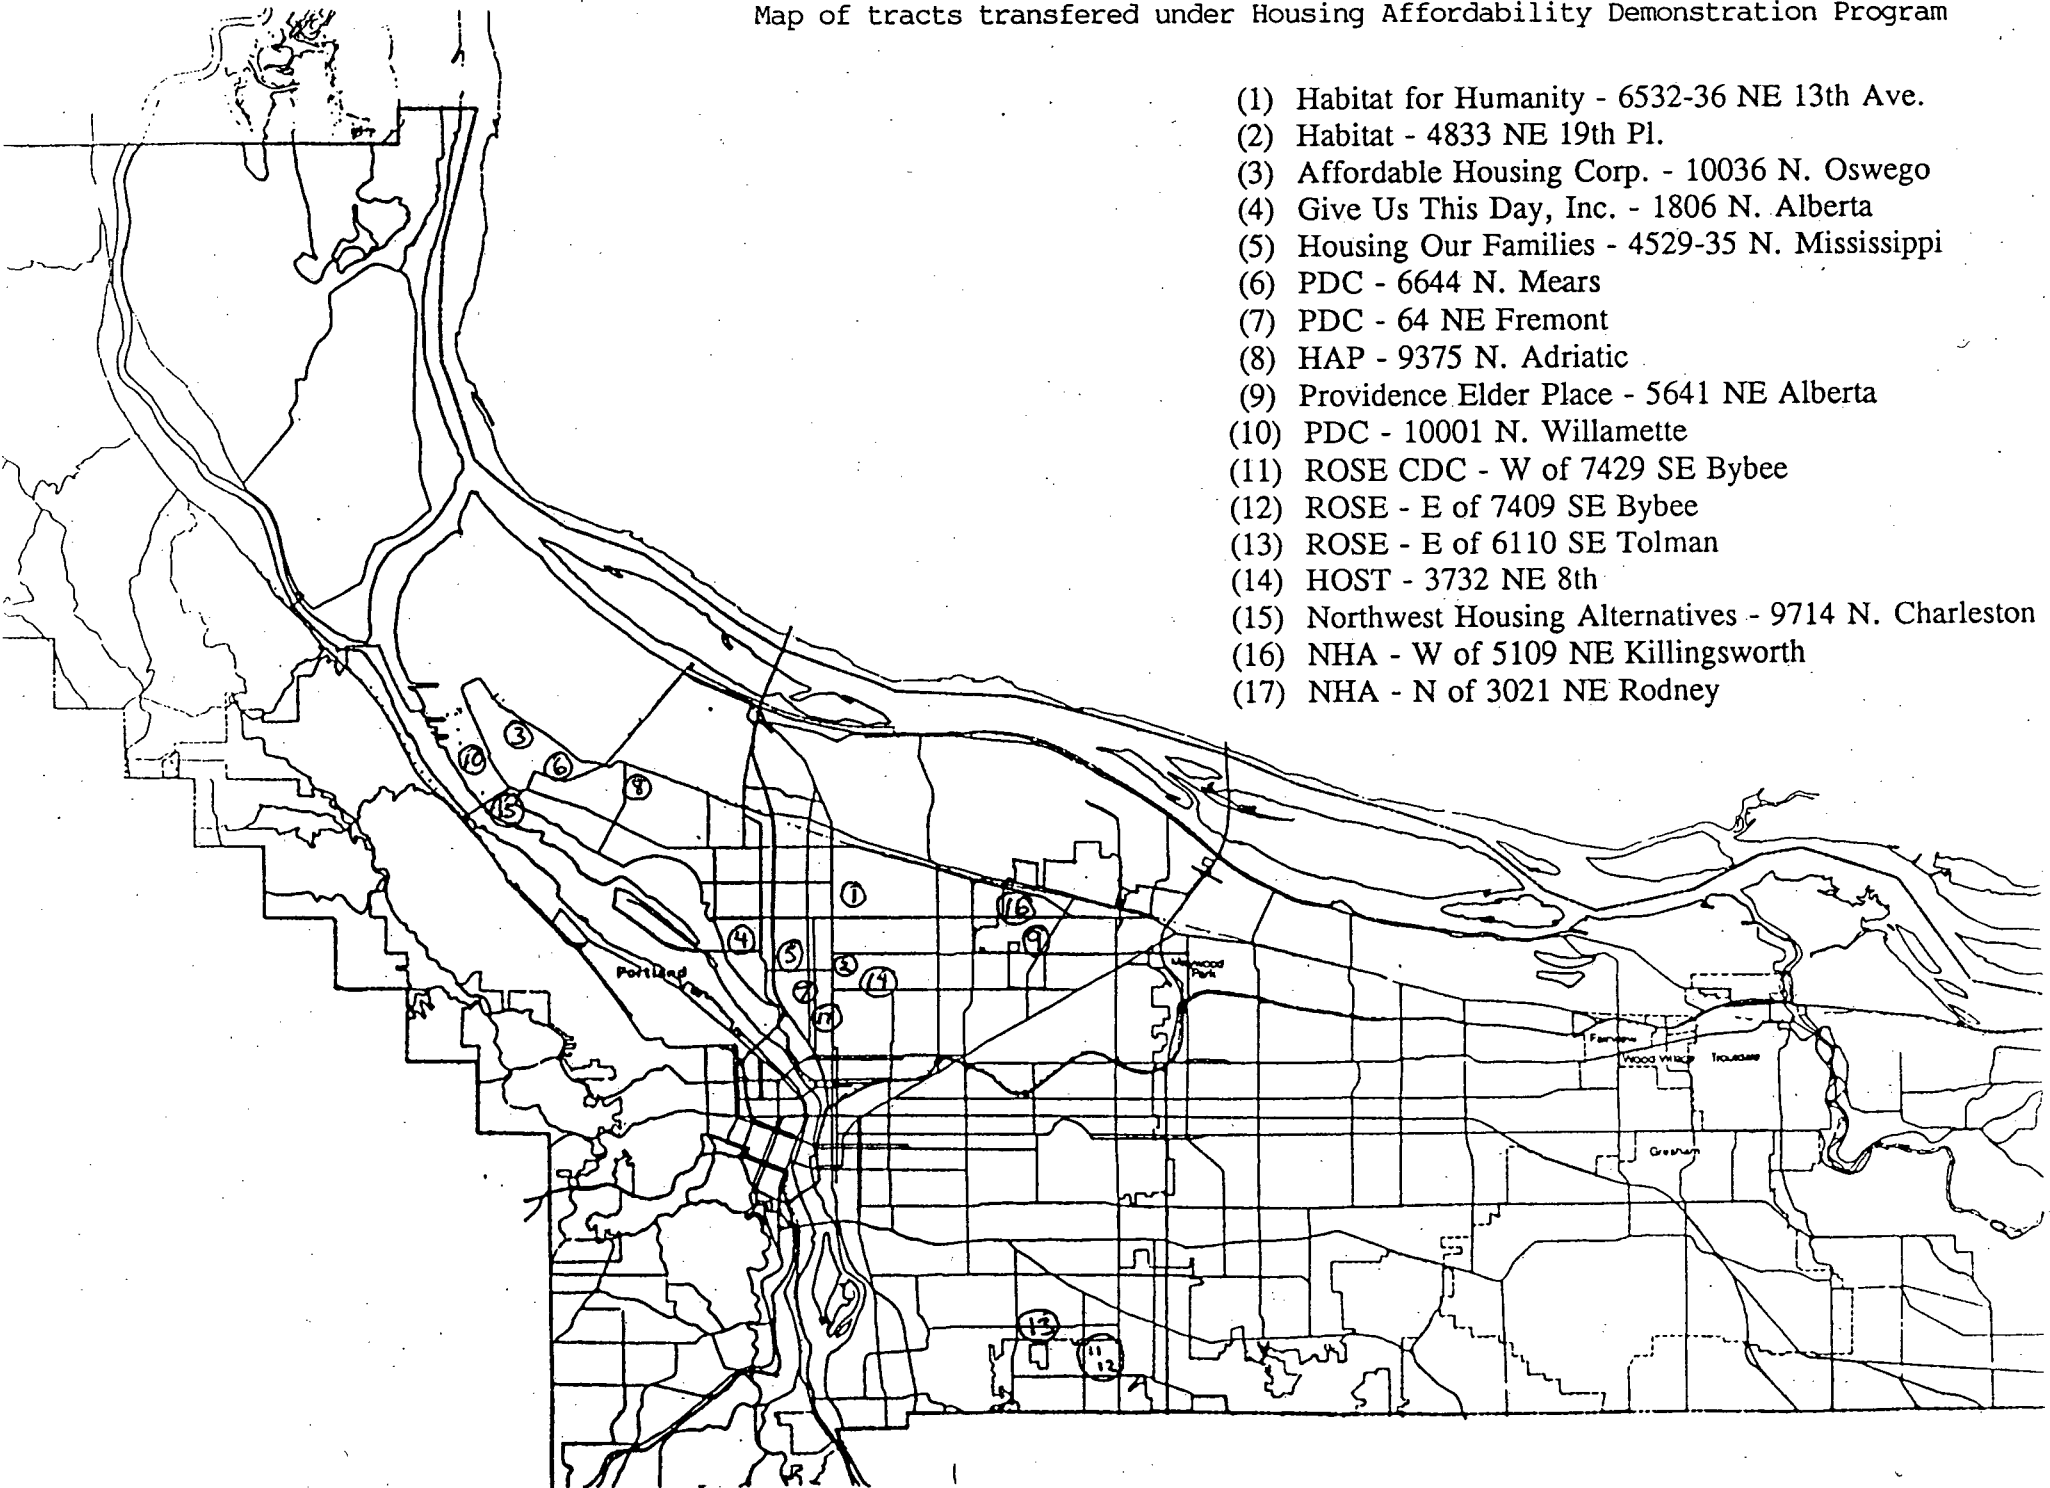 Map of tracts transfered under Housing Affordability Demonstration Program
(1) Habitat for Humanity - 6532-36 NE 13th Ave.
(2) Habitat - 4833 NE 19th Pl.
(3) Affordable Housing Corp. - 10036 N. Oswego
(4) Give Us This Day, Inc. - 1806 N. Alberta
(5) Housing Our Families - 4529-35 N. Mississippi
(6) PDC - 6644 N. Mears
(7) PDC - 64 NE Fremont
(8) HAP - 9375 N. Adriatic
(9) Providence Elder Place - 5641 NE Alberta
(10) PDC - 10001 N. Willamette
(11) ROSE CDC - W of 7429 SE Bybee
(12) ROSE - E of 7409 SE Bybee
(13) ROSE - E of 6110 SE Tolman
(14) HOST - 3732 NE 8th
(15) Northwest Housing Alternatives - 9714 N. Charleston
(16) NHA - W of 5109 NE Killingsworth
(17) NHA - N of 3021 NE Rodney
3
10
6
8
15
1
16
4
9
5
2
14
Maywood
Park
Portland
7
17
Fairview
Wood Village
Troutdale
Gresham
13
11
12